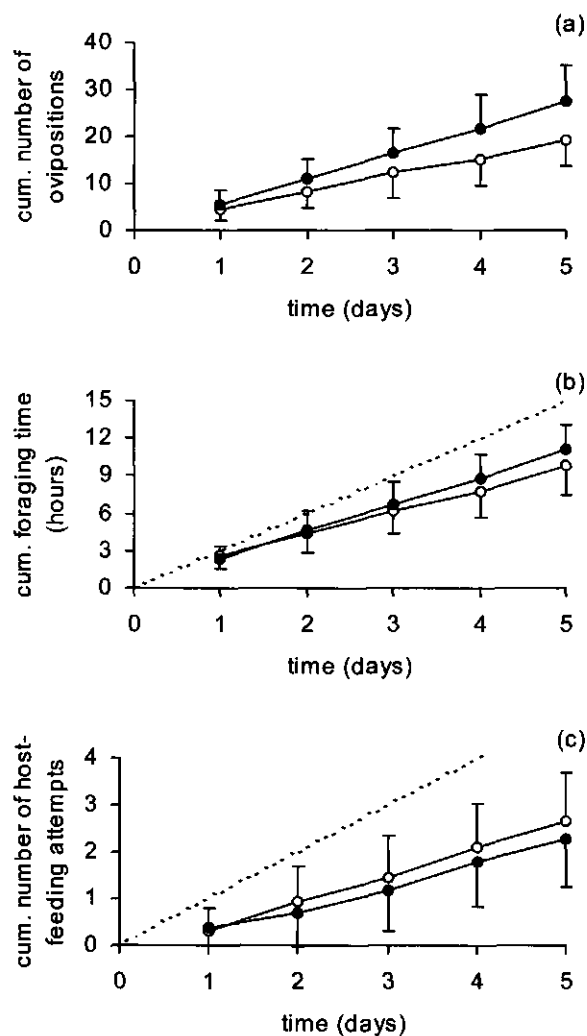 (a)
cum. number of
ovipositions
40
30
20
10
0
0 1 2 3 4 5
time (days)
(b)
cum. foraging time
(hours)
15
12
9
6
3
0
0 1 2 3 4 5
time (days)
(c)
cum. number of host-
feeding attempts
4
3
2
1
0
0 1 2 3 4 5
time (days)